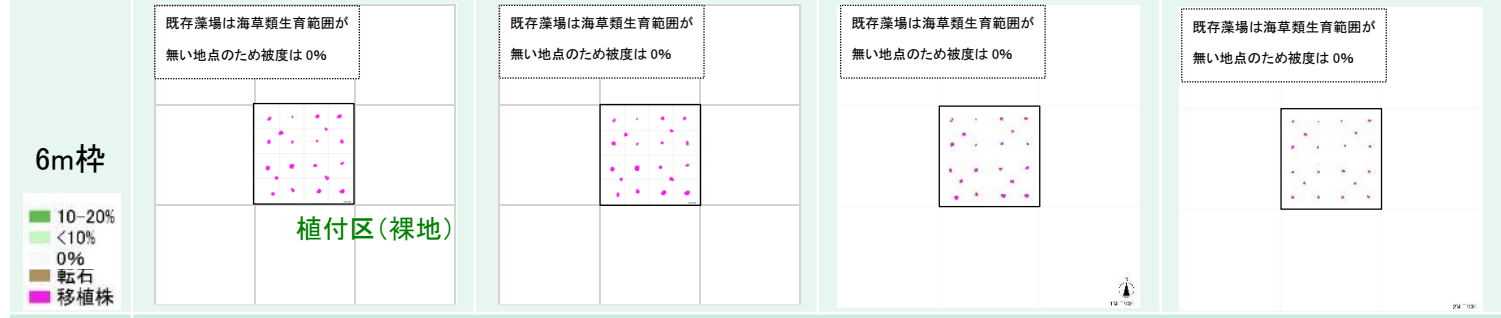 既存藻場は海草類生育範囲が
無い地点のため被度は 0%
既存藻場は海草類生育範囲が
無い地点のため被度は 0%
既存藻場は海草類生育範囲が
無い地点のため被度は 0%
既存藻場は海草類生育範囲が
無い地点のため被度は 0%
6m枠
10-20%
<10%
0%
転石
移植株
植付区(裸地)